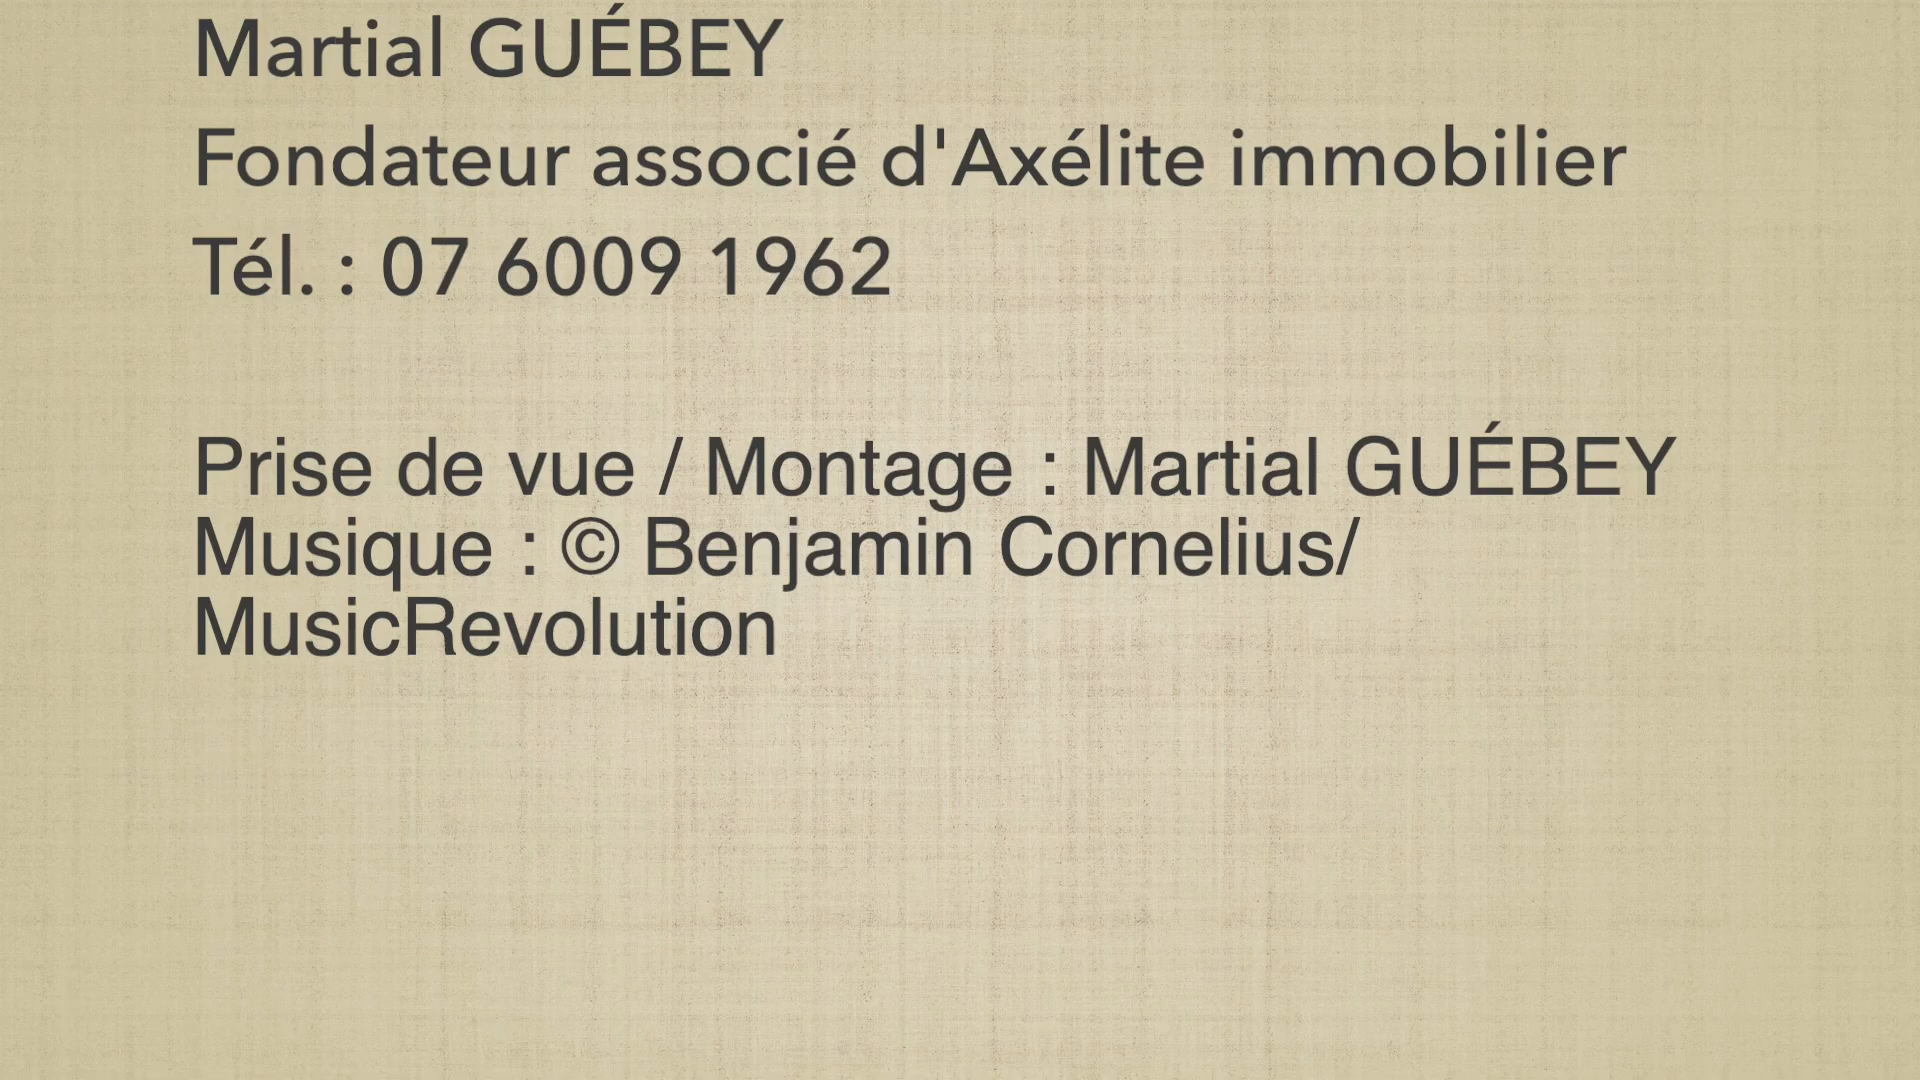 Martial GUÉBEY
Fondateur associé d'Axélite immobilier
Tél. : 07 6009 1962
Prise de vue / Montage : Martial GUÉBEY
Musique : © Benjamin Cornelius/
MusicRevolution